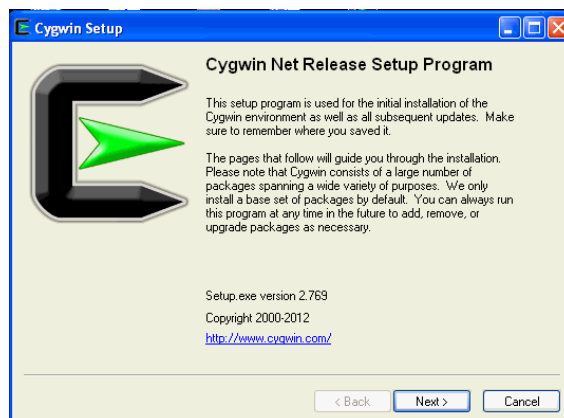 Cygwin Setup
Cygwin Net Release Setup Program
This setup program is used for the initial installation of the
Cygwin environment as well as all subsequent updates. Make
sure to remember where you saved it.
The pages that follow will guide you through the installation.
Please note that Cygwin consists of a large number of
packages spanning a wide variety of purposes. We only
install a base set of packages by default. You can always run
this program at any time in the future to add, remove, or
upgrade packages as necessary.
Setup.exe version 2.769
Copyright 2000-2012
http://www.cygwin.com/
< Back Next > Cancel